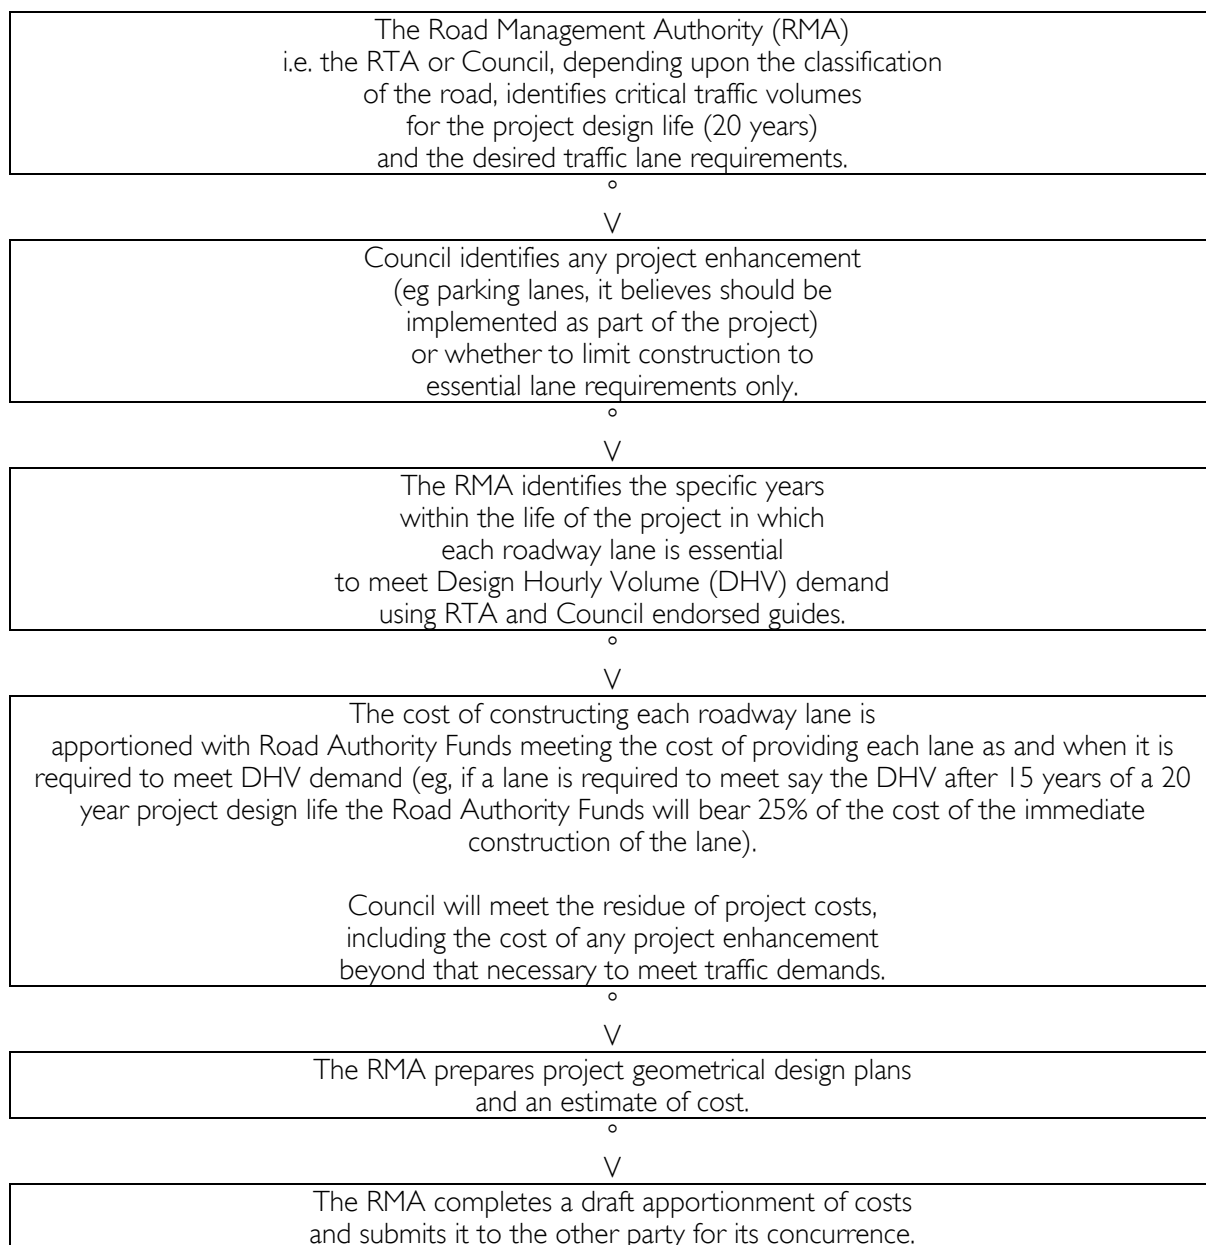 The Road Management Authority (RMA)
i.e. the RTA or Council, depending upon the classification
of the road, identifies critical traffic volumes
for the project design life (20 years)
and the desired traffic lane requirements.
°
V
Council identifies any project enhancement
(eg parking lanes, it believes should be
implemented as part of the project)
or whether to limit construction to
essential lane requirements only.
°
V
The RMA identifies the specific years
within the life of the project in which
each roadway lane is essential
to meet Design Hourly Volume (DHV) demand
using RTA and Council endorsed guides.
°
V
The cost of constructing each roadway lane is
apportioned with Road Authority Funds meeting the cost of providing each lane as and when it is
required to meet DHV demand (eg, if a lane is required to meet say the DHV after 15 years of a 20
year project design life the Road Authority Funds will bear 25% of the cost of the immediate
construction of the lane).
Council will meet the residue of project costs,
including the cost of any project enhancement
beyond that necessary to meet traffic demands.
°
V
The RMA prepares project geometrical design plans
and an estimate of cost.
°
V
The RMA completes a draft apportionment of costs
and submits it to the other party for its concurrence.